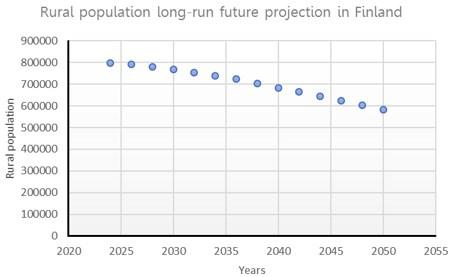 Rural population long-run future projection in Finland
900000
800000
700000
600000
500000
400000
300000
200000
100000
0
Rural population
2020 2025 2030 2035 2040 2045 2050 2055
Years